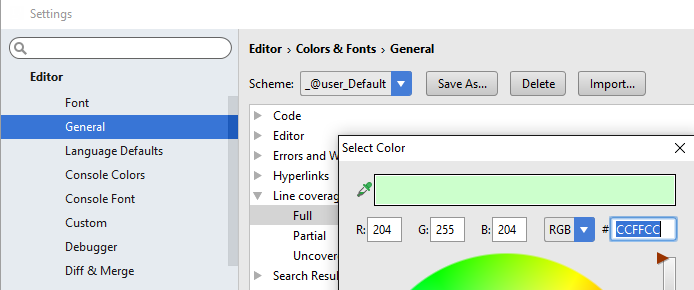 Settings
Editor
Font
General
Language Defaults
Console Colors
Console Font
Custom
Debugger
Diff & Merge
Editor › Colors & Fonts › General
Scheme: _@user_Default Save As... Delete Import...
Code
Editor
Errors and W
Hyperlinks
Line coverag
Full
Partial
Uncover
Search Resul
Select Color
R: 204 G: 255 B: 204 RGB # CCFFCC